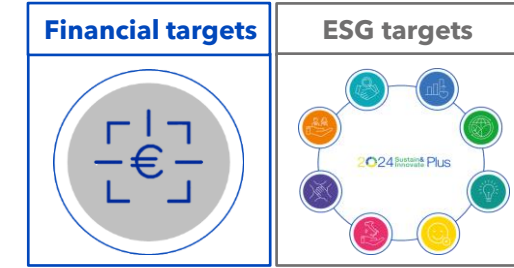 Financial targets
ESG targets
€
2024 Sustain& Innovate Plus